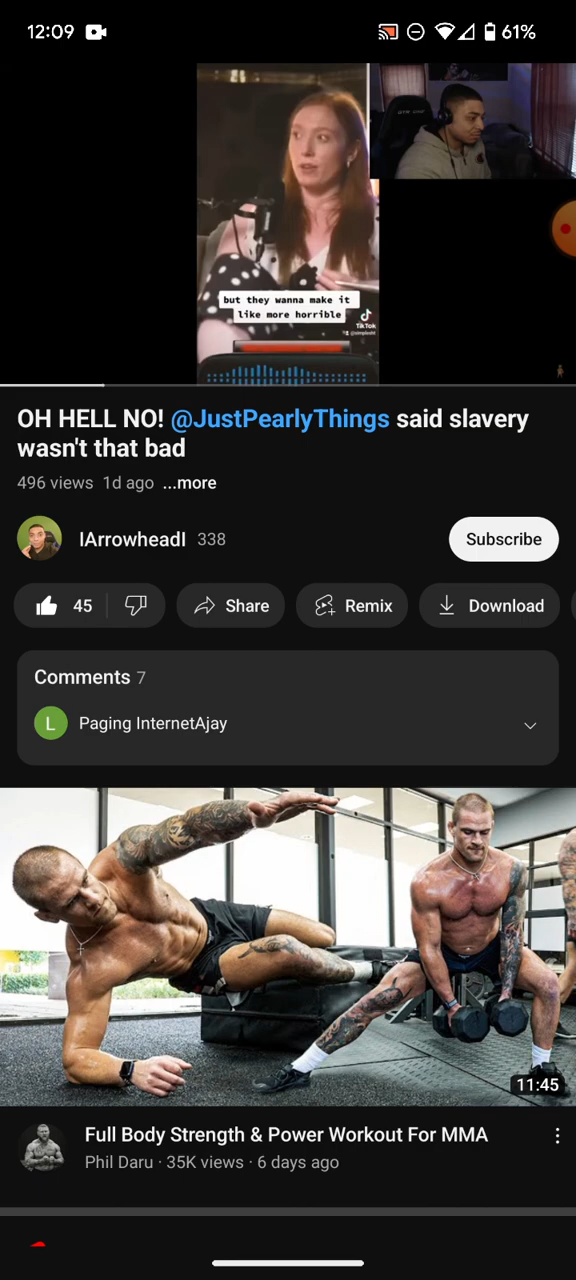 12:09
61%
but they wanna make it
like more horrible
TikTok
OH HELL NO! @JustPearlyThings said slavery
wasn't that bad
496 views 1d ago ...more
IArrowheadI 338
Subscribe
45
Share
Remix
Download
Comments 7
L
Paging InternetAjay
11:45
Full Body Strength & Power Workout For MMA
Phil Daru · 35K views · 6 days ago